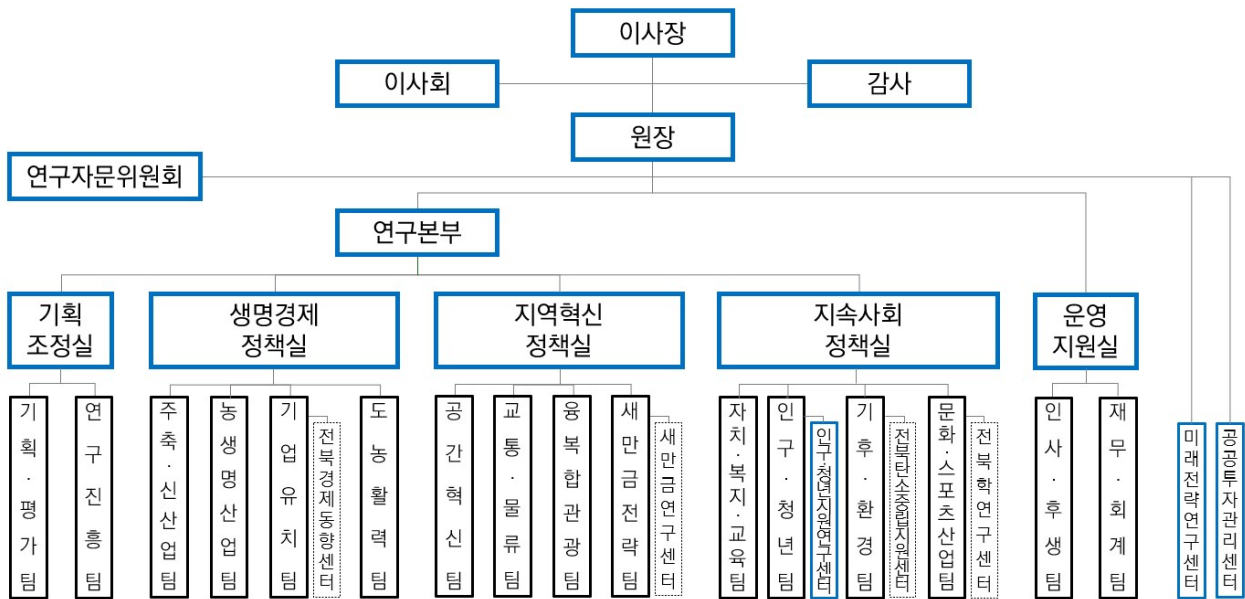 이사장
이사회
감사
원장
연구자문위원회
연구본부
기획
조정실
생명경제
정책실
지역혁신
정책실
지속사회
정책실
운영
지원실
기획·평가팀
연구진흥팀
주축·신산업팀
농생명산업팀
기업유치팀
전북경제동향센터
도농활력팀
공간혁신팀
교통·물류팀
융복합관광팀
새만금전략팀
새만금연구센터
자치·복지·교육팀
인구·청년팀
인구·청년지원연구센터
기후·환경팀
전북탄소중립지원센터
문화·스포츠산업팀
전북학연구센터
인사·후생팀
재무·회계팀
미래전략연구센터
공공투자관리센터